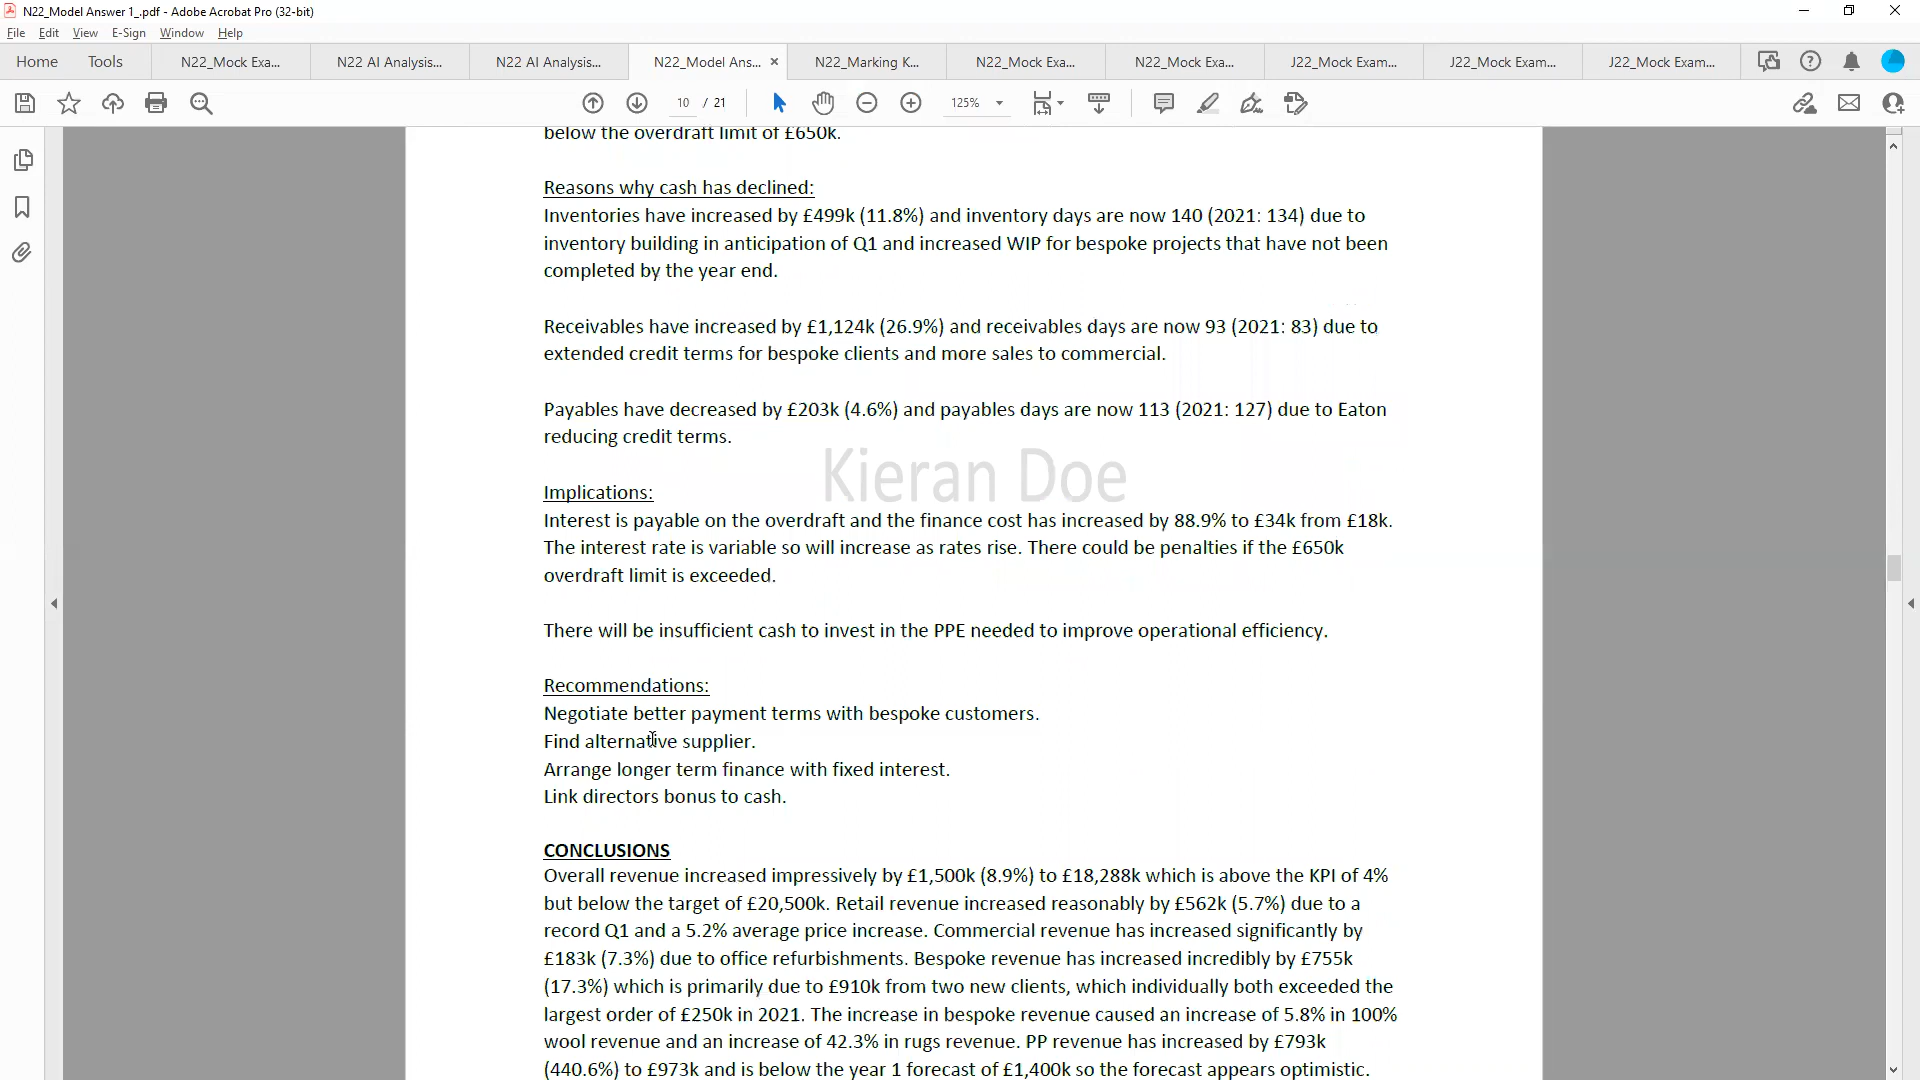 N22_Model Answer 1_.pdf - Adobe Acrobat Pro (32-bit)
File Edit View E-Sign Window Help
Home Tools N22_Mock Exa... N22 AI Analysis... N22 AI Analysis... N22_Model Ans... × N22_Marking K... N22_Mock Exa... N22_Mock Exa... J22_Mock Exam... J22_Mock Exam... J22_Mock Exam...
10 / 21 125%
below the overdraft limit of £650k.
Reasons why cash has declined:
Inventories have increased by £499k (11.8%) and inventory days are now 140 (2021: 134) due to
inventory building in anticipation of Q1 and increased WIP for bespoke projects that have not been
completed by the year end.
Receivables have increased by £1,124k (26.9%) and receivables days are now 93 (2021: 83) due to
extended credit terms for bespoke clients and more sales to commercial.
Payables have decreased by £203k (4.6%) and payables days are now 113 (2021: 127) due to Eaton
reducing credit terms.
Kieran Doe
Implications:
Interest is payable on the overdraft and the finance cost has increased by 88.9% to £34k from £18k.
The interest rate is variable so will increase as rates rise. There could be penalties if the £650k
overdraft limit is exceeded.
There will be insufficient cash to invest in the PPE needed to improve operational efficiency.
Recommendations:
Negotiate better payment terms with bespoke customers.
Find alternative supplier.
Arrange longer term finance with fixed interest.
Link directors bonus to cash.
CONCLUSIONS
Overall revenue increased impressively by £1,500k (8.9%) to £18,288k which is above the KPI of 4%
but below the target of £20,500k. Retail revenue increased reasonably by £562k (5.7%) due to a
record Q1 and a 5.2% average price increase. Commercial revenue has increased significantly by
£183k (7.3%) due to office refurbishments. Bespoke revenue has increased incredibly by £755k
(17.3%) which is primarily due to £910k from two new clients, which individually both exceeded the
largest order of £250k in 2021. The increase in bespoke revenue caused an increase of 5.8% in 100%
wool revenue and an increase of 42.3% in rugs revenue. PP revenue has increased by £793k
(440.6%) to £973k and is below the year 1 forecast of £1,400k so the forecast appears optimistic.